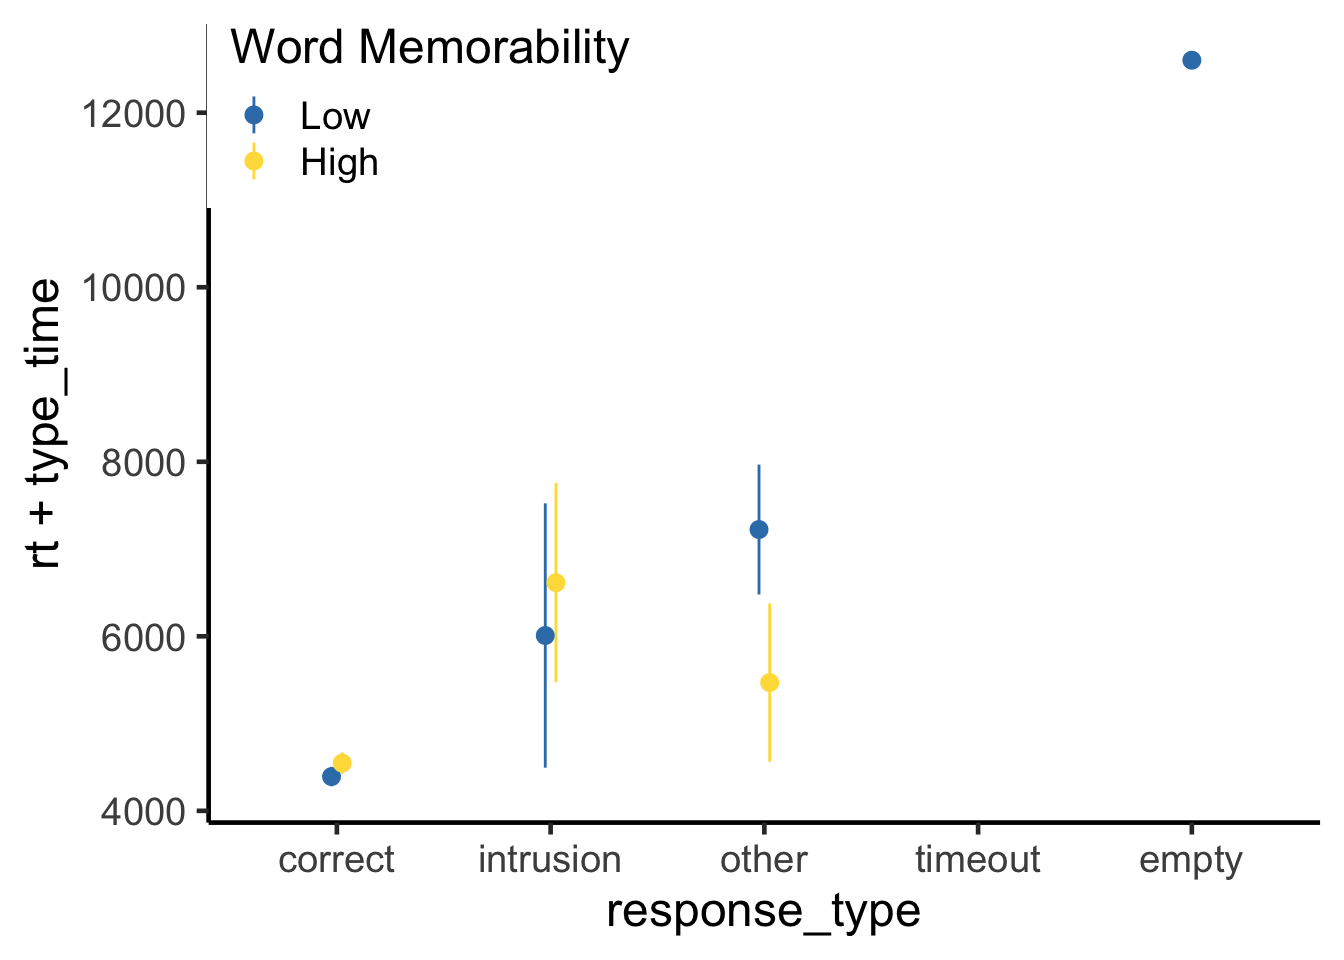 Word Memorability
Low
High
12000
10000
8000
6000
4000
rt + type_time
correct intrusion other timeout empty
response_type